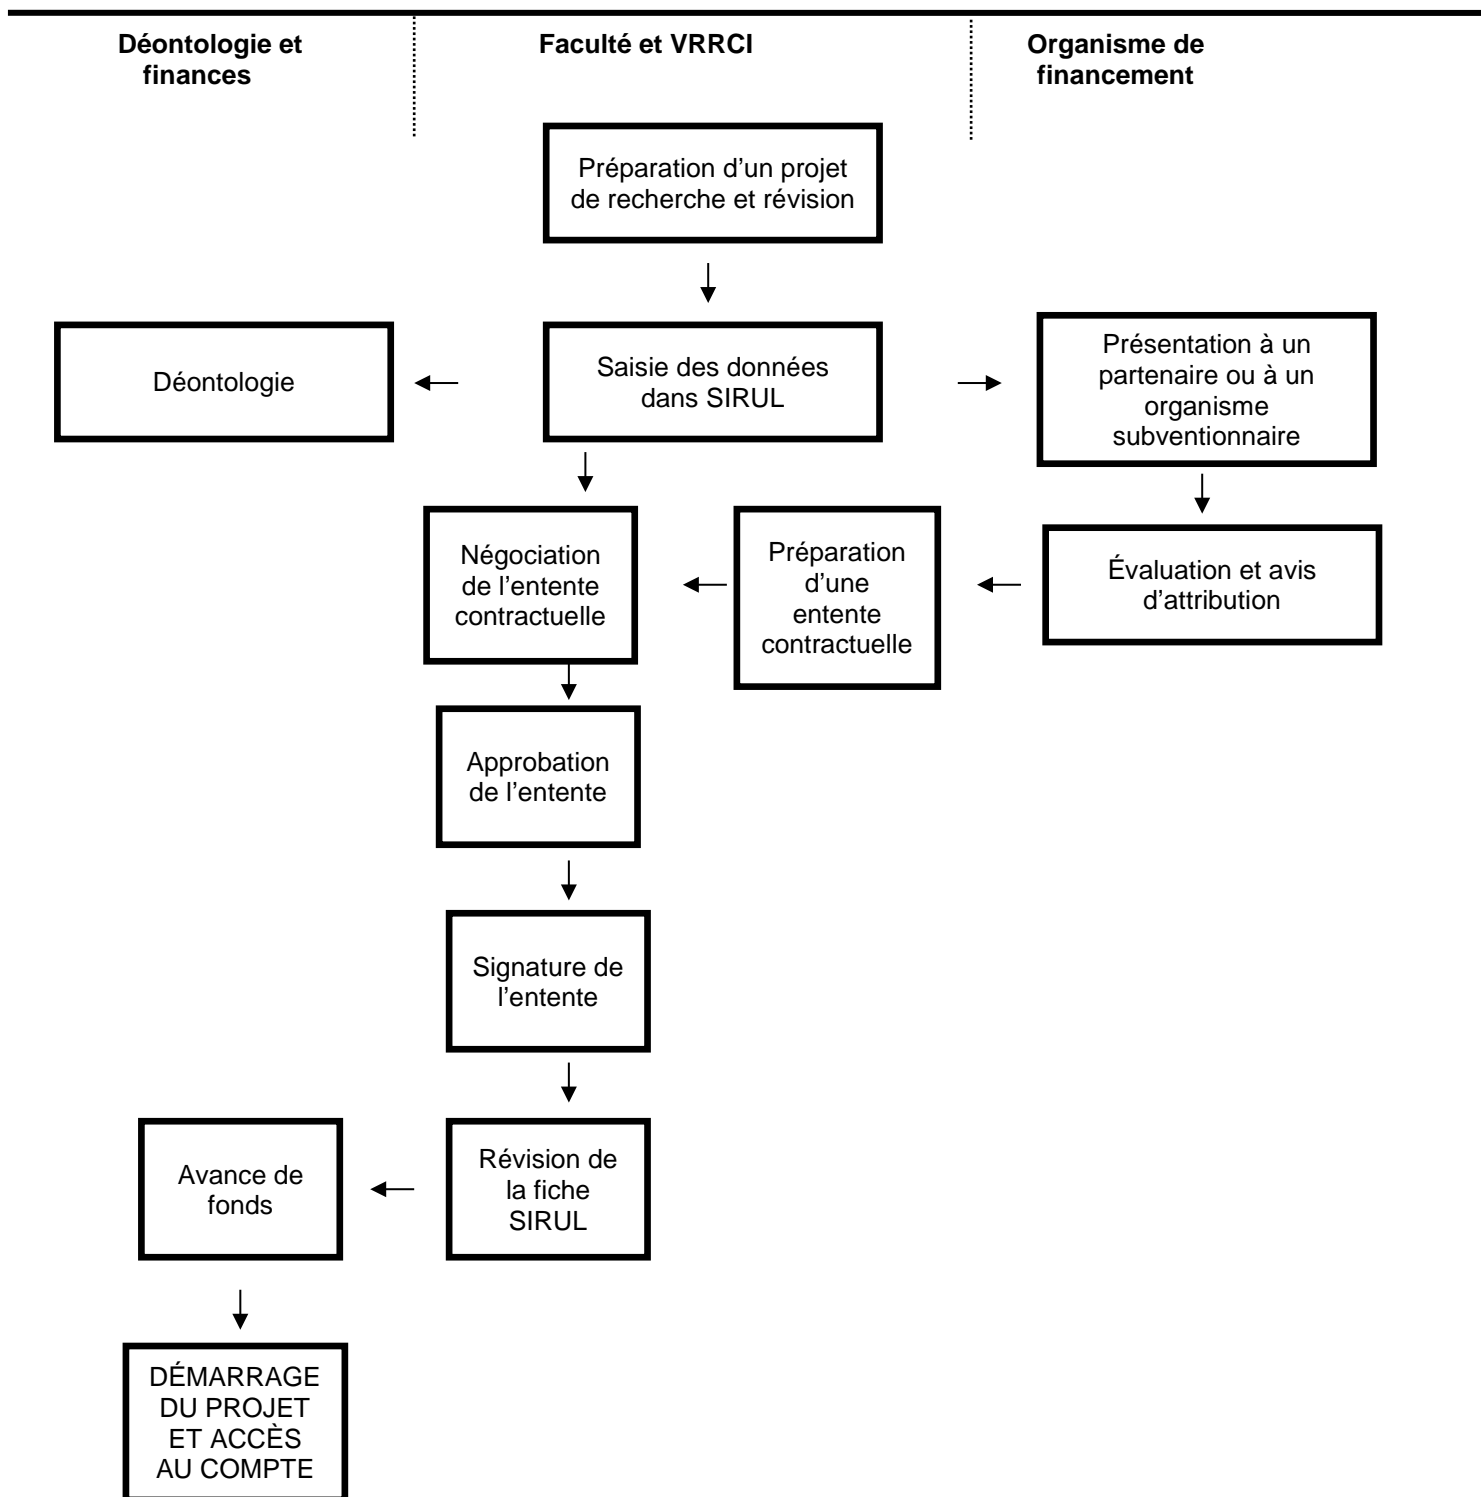 Déontologie et
finances
Faculté et VRRCI
Organisme de
financement
Préparation d’un projet
de recherche et révision
Déontologie
Saisie des données
dans SIRUL
Présentation à un
partenaire ou à un
organisme
subventionnaire
Négociation
de l’entente
contractuelle
Préparation
d’une
entente
contractuelle
Évaluation et avis
d’attribution
Approbation
de l’entente
Signature de
l’entente
Avance de
fonds
Révision de
la fiche
SIRUL
DÉMARRAGE
DU PROJET
ET ACCÈS
AU COMPTE